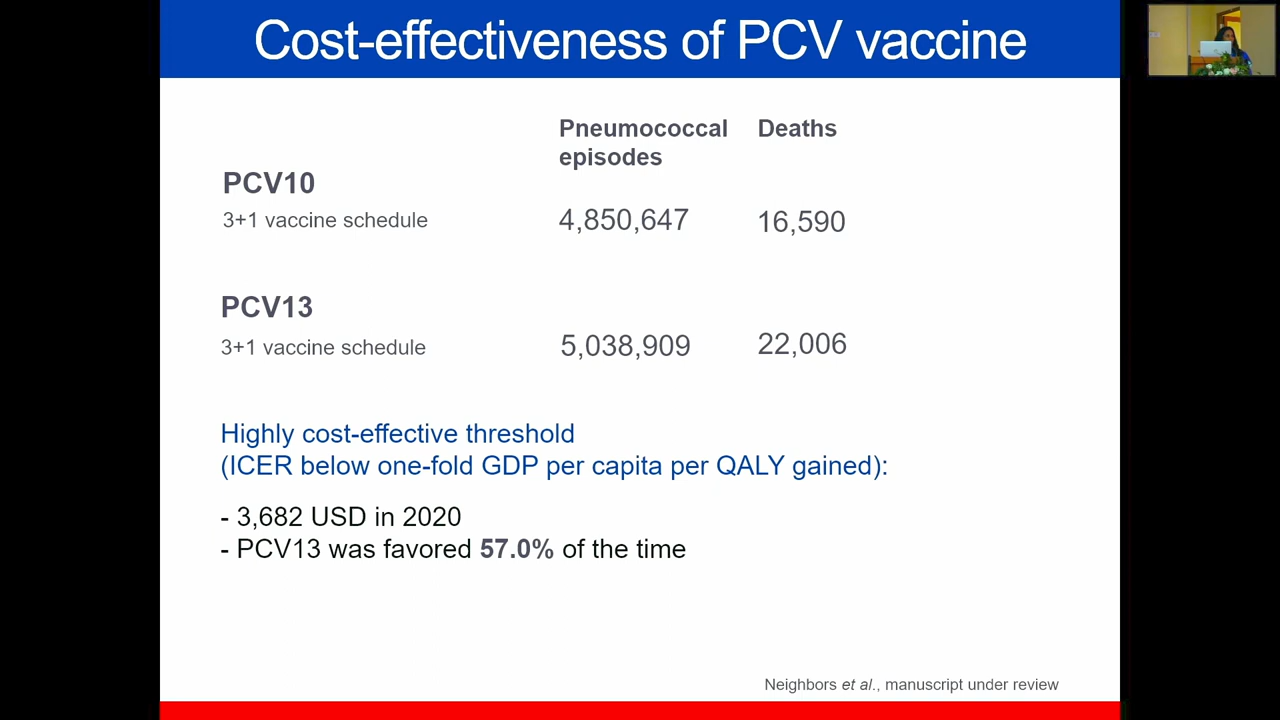 Cost-effectiveness of PCV vaccine
Pneumococcal episodes
Deaths
PCV10
3+1 vaccine schedule
4,850,647
16,590
PCV13
3+1 vaccine schedule
5,038,909
22,006
Highly cost-effective threshold
(ICER below one-fold GDP per capita per QALY gained):
- 3,682 USD in 2020
- PCV13 was favored 57.0% of the time
Neighbors et al., manuscript under review